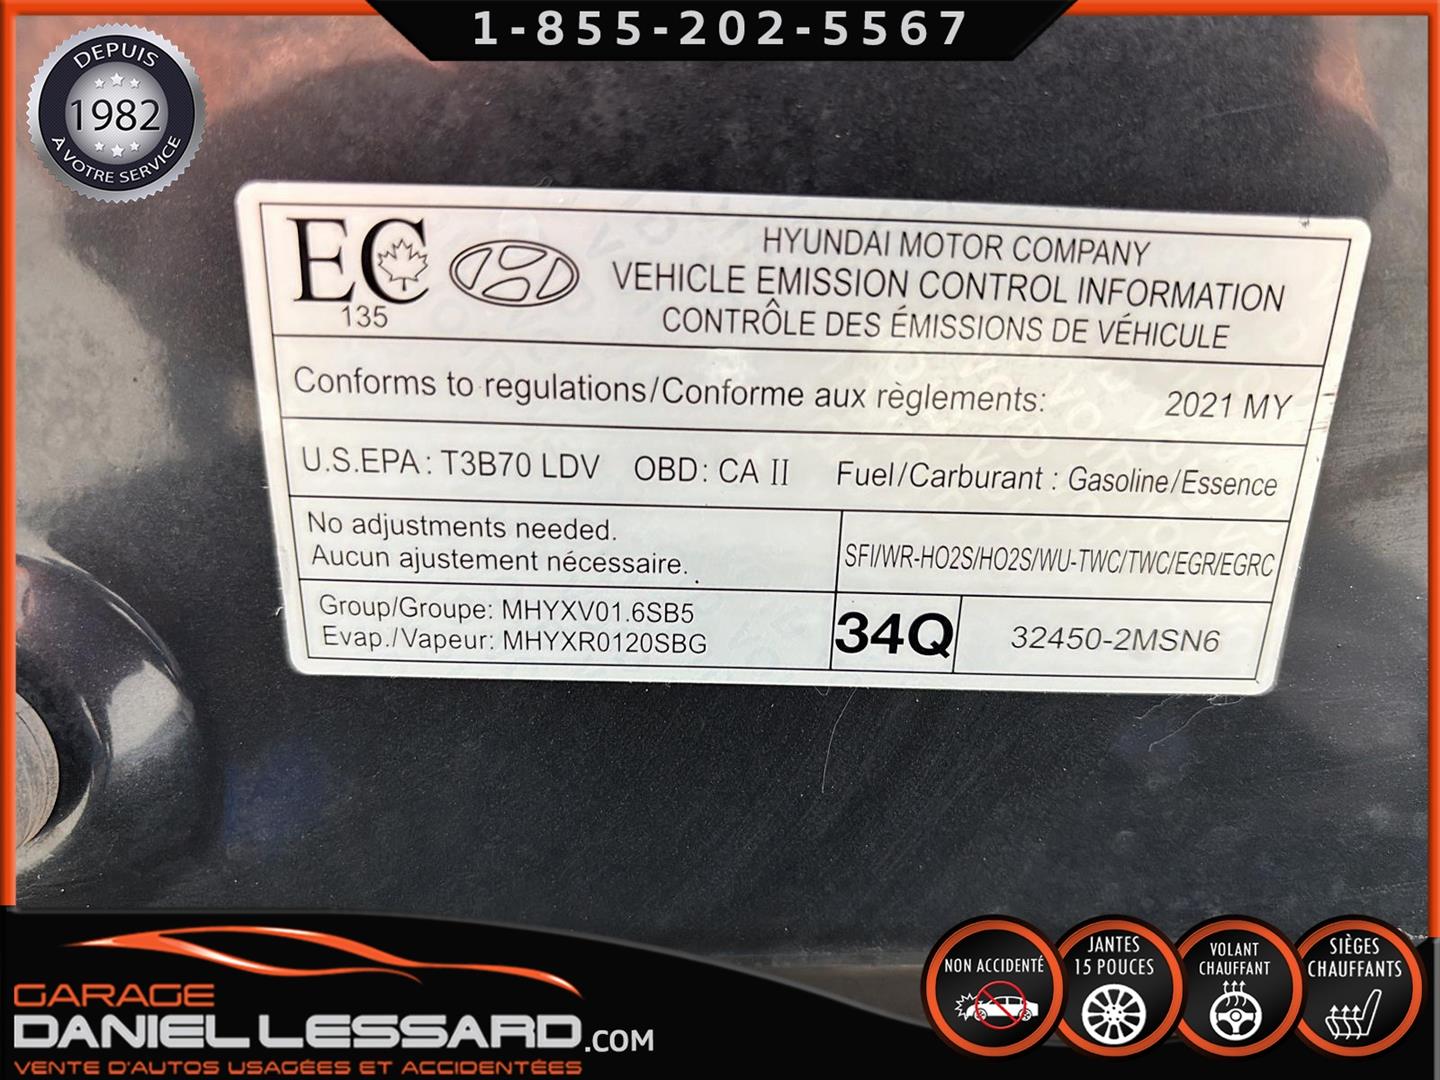 1-855-202-5567
DEPUIS
1982
À VOTRE SERVICE
EC
135
HYUNDAI MOTOR COMPANY
VEHICLE EMISSION CONTROL INFORMATION
CONTRÔLE DES ÉMISSIONS DE VÉHICULE
Conforms to regulations/Conforme aux règlements: 2021 MY
U.S.EPA: T3B70 LDV OBD: CA II Fuel/Carburant : Gasoline/Essence
No adjustments needed.
Aucun ajustement nécessaire.
SFI/WR-HO2S/HO2S/WU-TWC/TWC/EGR/EGRC
Group/Groupe: MHYXV01.6SB5
Evap./Vapeur: MHYXR0120SBG
34Q
32450-2MSN6
GARAGE
DANIEL LESSARD.COM
VENTE D'AUTOS USAGÉES ET ACCIDENTÉES
NON ACCIDENTÉ
JANTES
15 POUCES
VOLANT
CHAUFFANT
SIÈGES
CHAUFFANTS